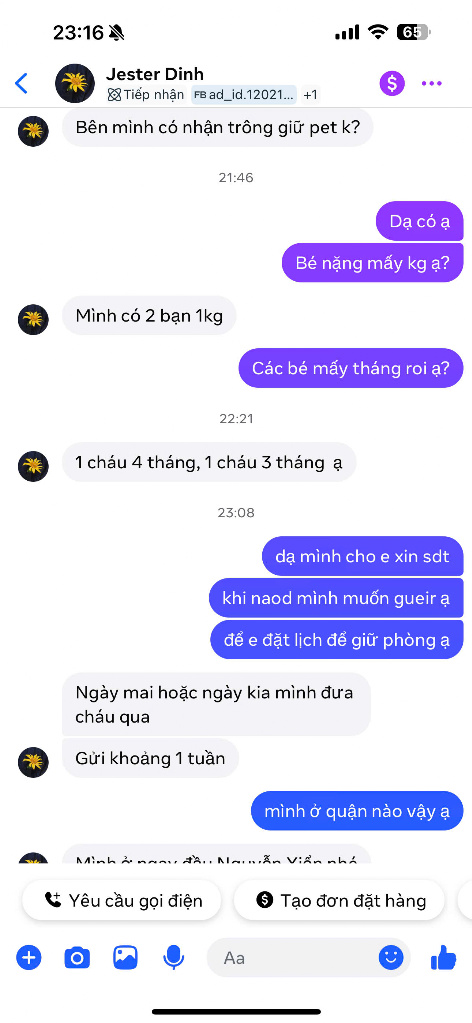 23:16
65
Jester Dinh
Tiếp nhận FB ad_id.12021... +1
Bên mình có nhận trông giữ pet k?
21:46
Dạ có ạ
Bé nặng mấy kg ạ?
Mình có 2 bạn 1kg
Các bé mấy tháng roi ạ?
22:21
1 cháu 4 tháng, 1 cháu 3 tháng ạ
23:08
dạ mình cho e xin sdt
khi naod mình muốn gueir ạ
để e đặt lịch để giữ phòng ạ
Ngày mai hoặc ngày kia mình đưa
cháu qua
Gửi khoảng 1 tuần
mình ở quận nào vậy ạ
Mình ở ngay đầu Nguyễn Xiển nhé
Yêu cầu gọi điện
Tạo đơn đặt hàng
Aa